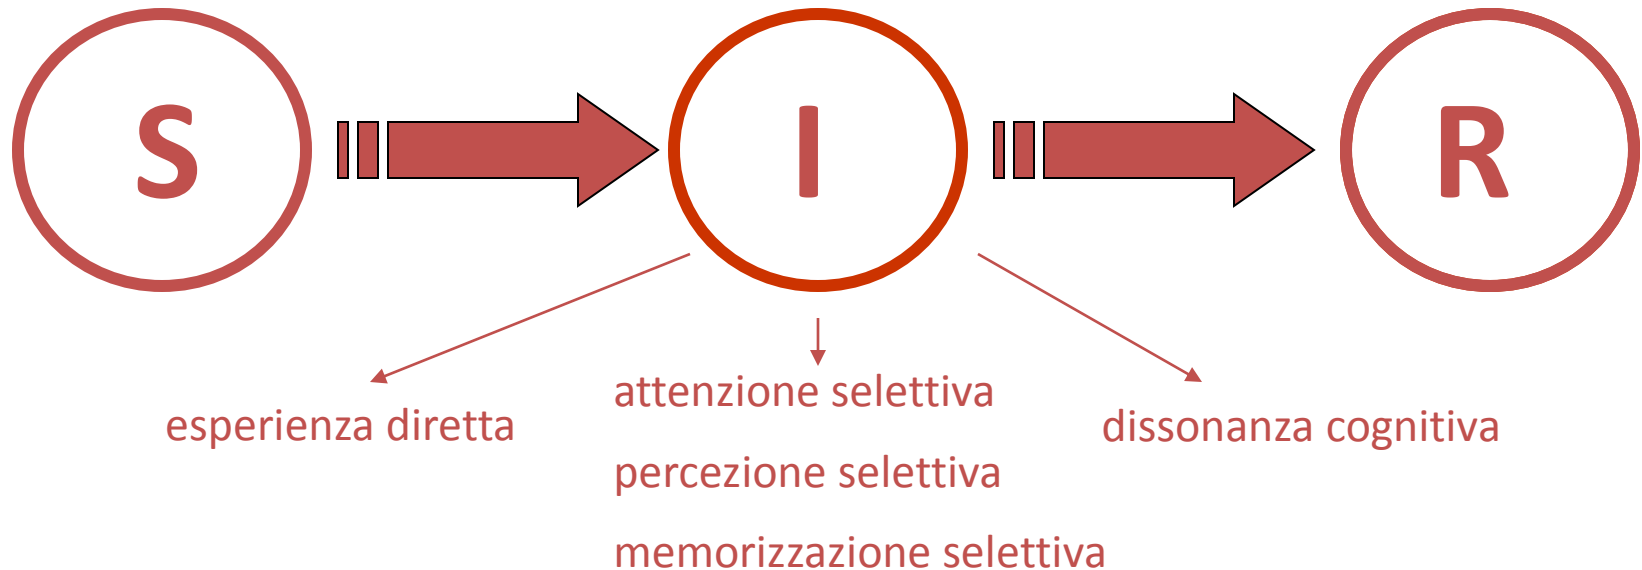 S
I
R
esperienza diretta
attenzione selettiva
percezione selettiva
memorizzazione selettiva
dissonanza cognitiva